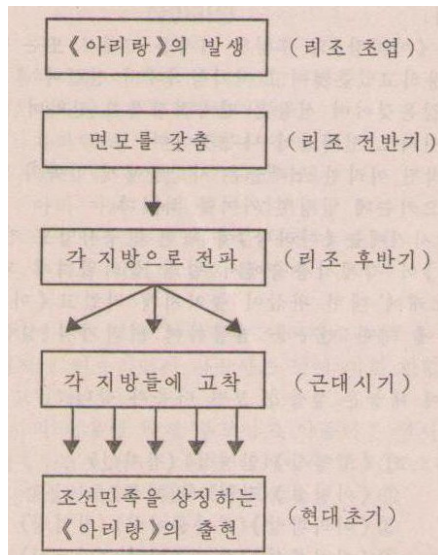 《아리랑》의 발생 (리조 초엽)
면모를 갖춤 (리조 전반기)
각 지방으로 전파 (리조 후반기)
각 지방들에 고착 (근대시기)
조선민족을 상징하는
《아리랑》의 출현 (현대초기)